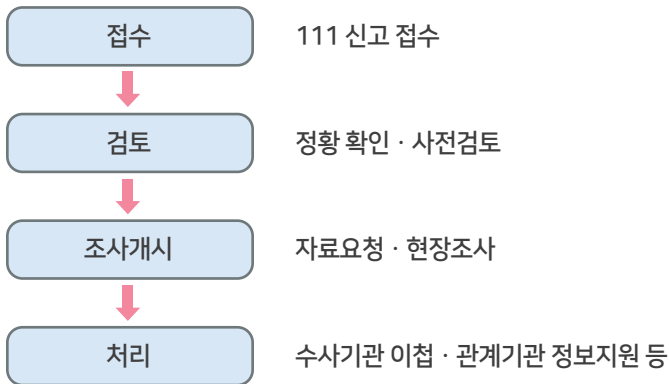 접수 111 신고 접수
검토 정황 확인 · 사전검토
조사개시 자료요청 · 현장조사
처리 수사기관 이첩 · 관계기관 정보지원 등